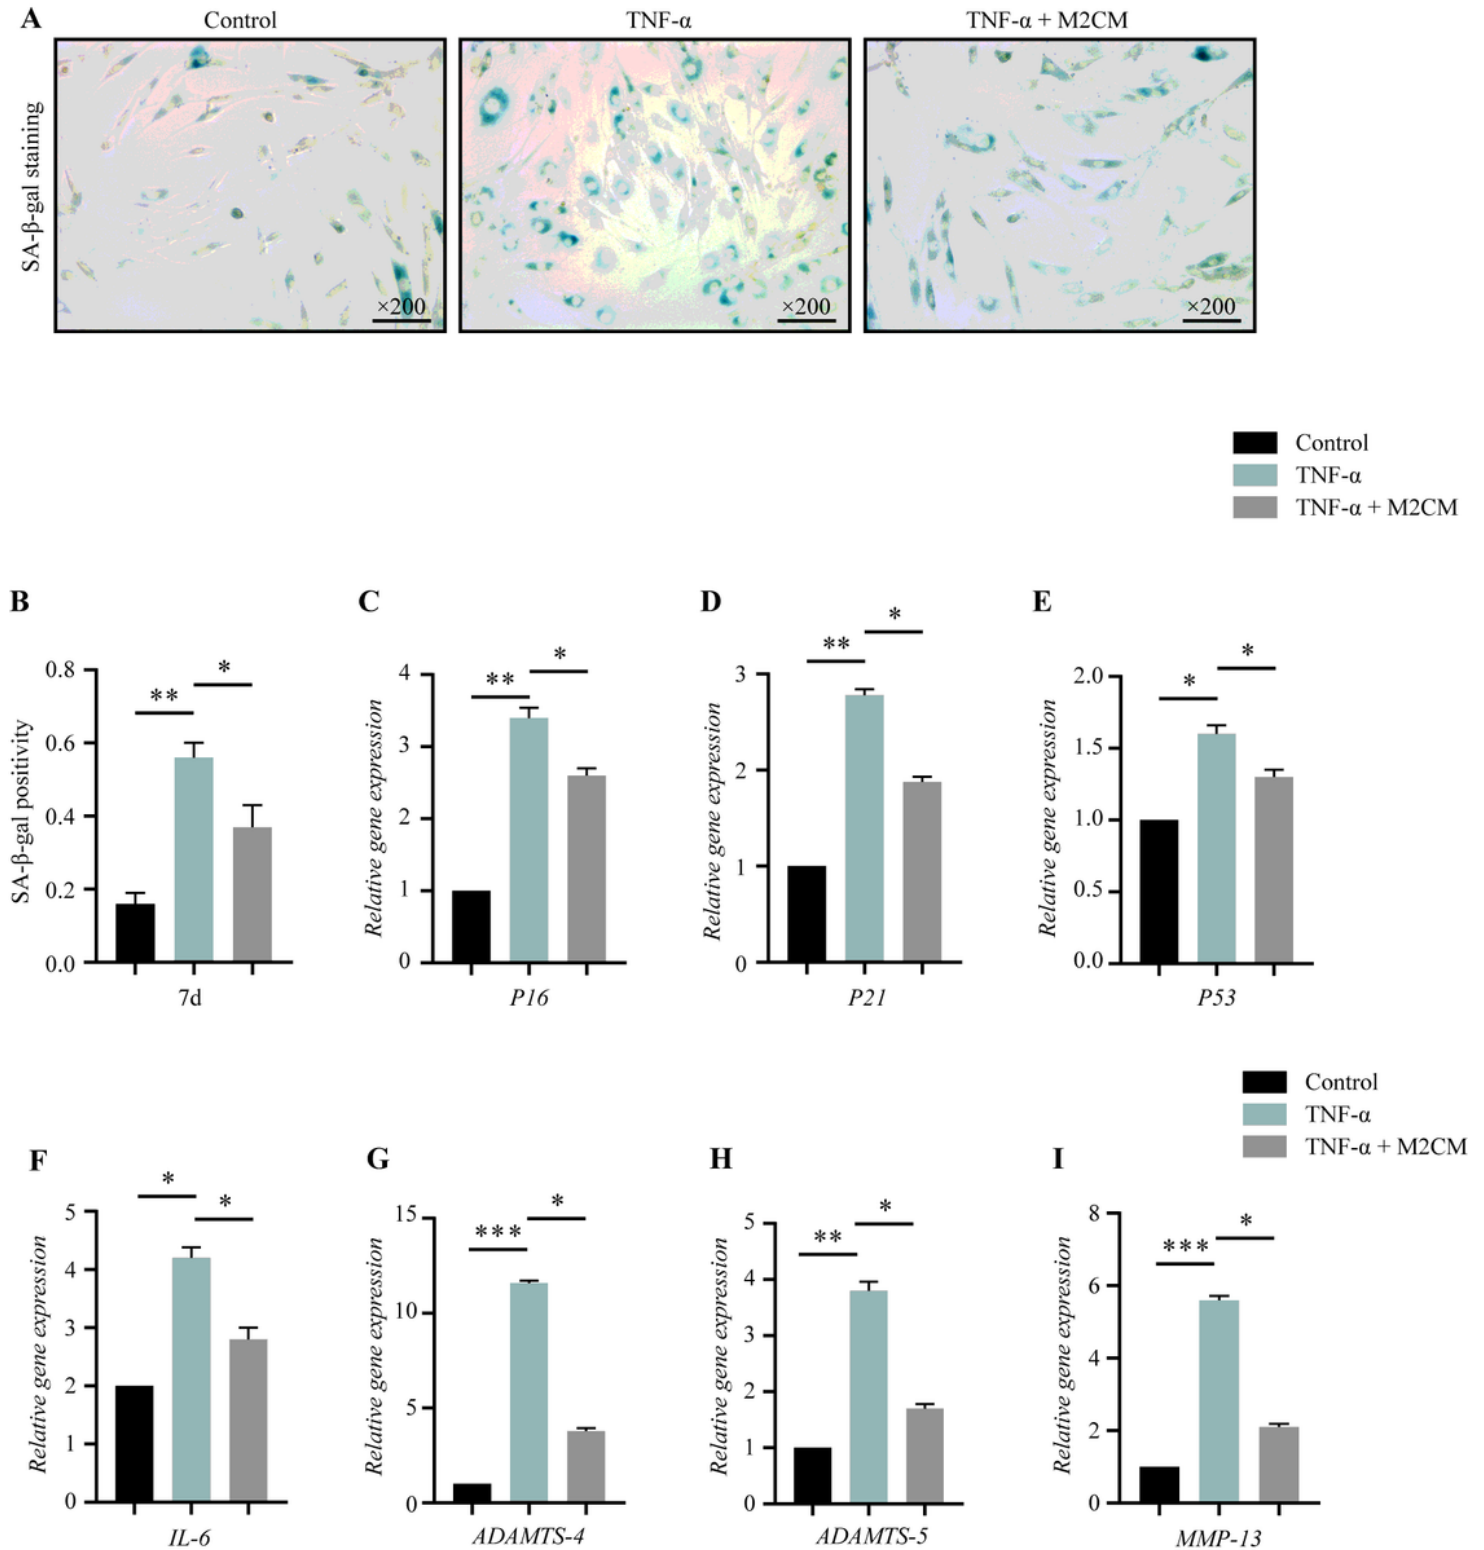 A
Control
TNF-α
TNF-α + M2CM
SA-β-gal staining
×200
×200
×200
Control
TNF-α
TNF-α + M2CM
B
SA-β-gal positivity
0.8
0.6
0.4
0.2
0.0
**
*
7d
C
Relative gene expression
4
3
2
1
0
**
*
P16
D
Relative gene expression
3
2
1
0
**
*
P21
E
Relative gene expression
2.0
1.5
1.0
0.5
0.0
*
*
P53
Control
TNF-α
TNF-α + M2CM
F
Relative gene expression
5
4
3
2
1
0
*
*
IL-6
G
Relative gene expression
15
10
5
0
***
*
ADAMTS-4
H
Relative gene expression
5
4
3
2
1
0
**
*
ADAMTS-5
I
Relative gene expression
8
6
4
2
0
***
*
MMP-13